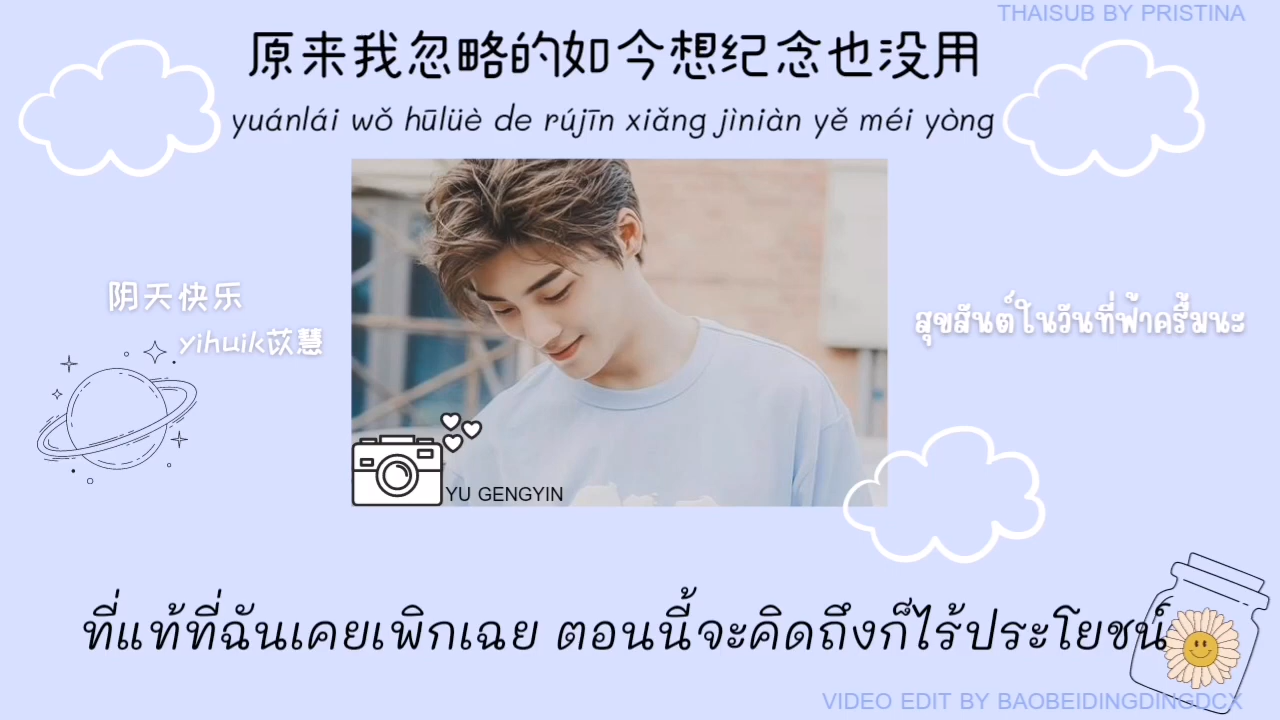 THAISUB BY PRISTINA
原来我忽略的如今想纪念也没用
yuánlái wǒ hūlüè de rújīn xiǎng jìniàn yě méi yòng
阴天快乐
yihuik苡慧
สุขสันต์ในวันที่ฟ้าครึ้มนะ
YU GENGYIN
ที่แท้ที่ฉันเคยเพิกเฉย ตอนนี้จะคิดถึงก็ไร้ประโยชน์
VIDEO EDIT BY BAOBEIDINGDINGDCX